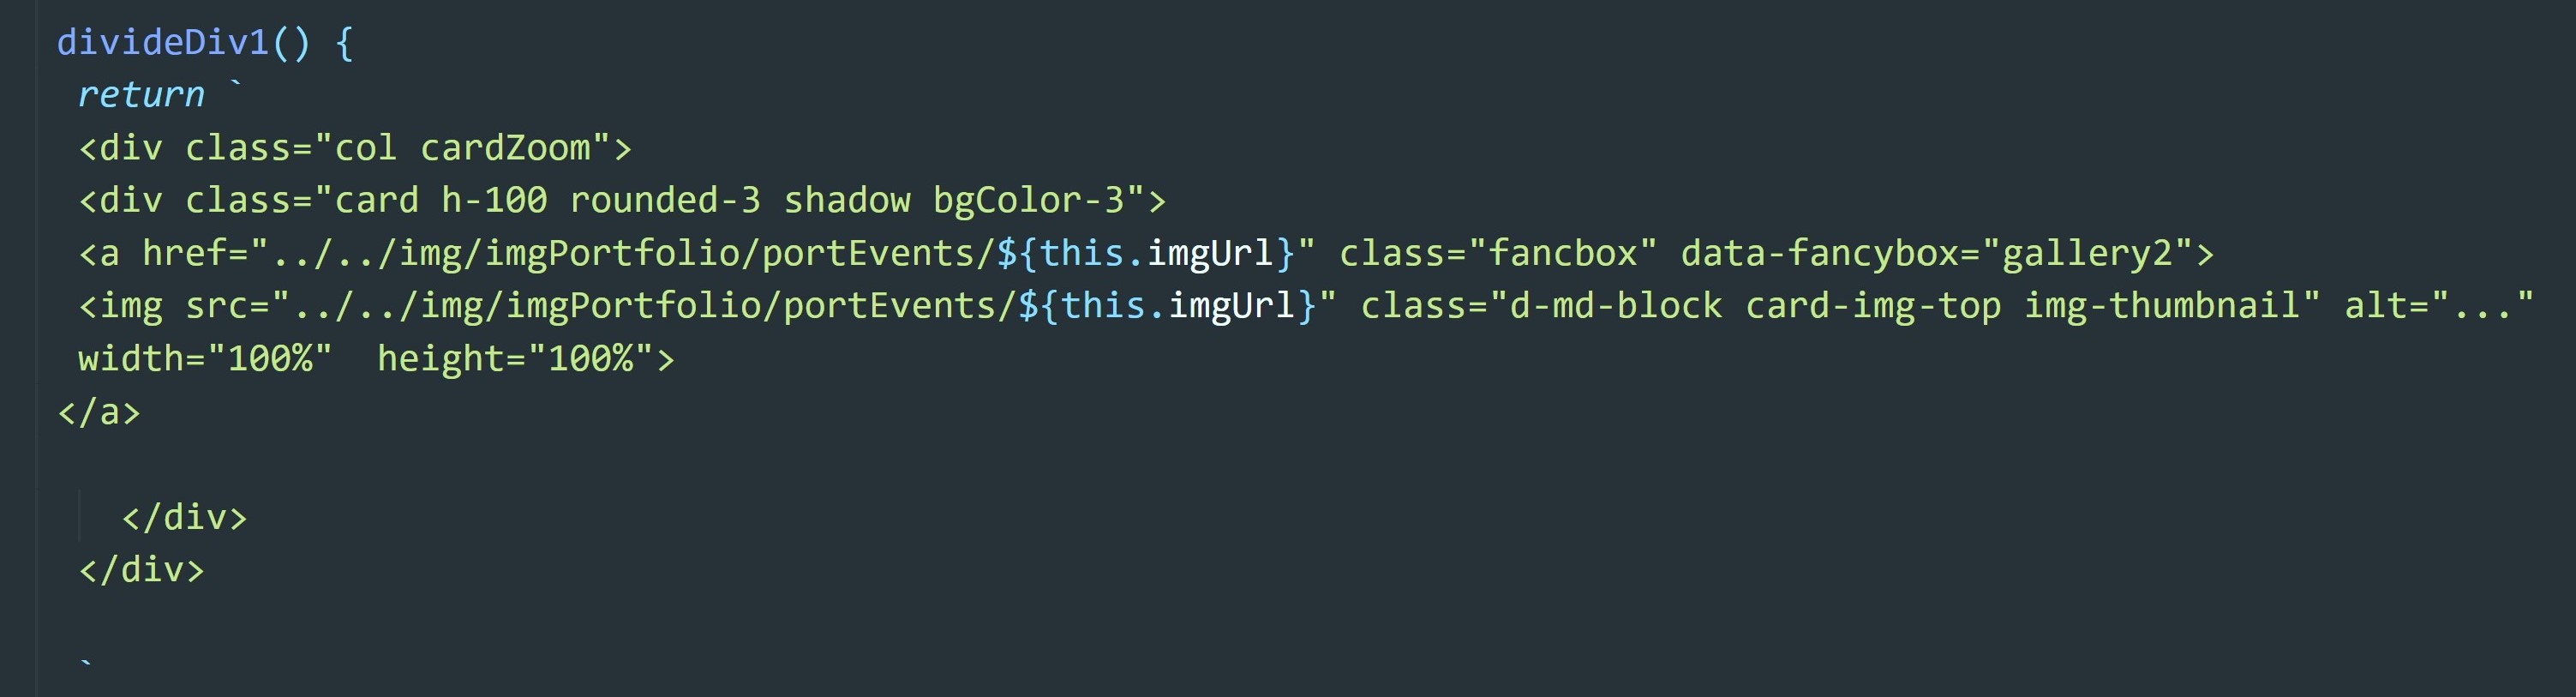 divideDiv1() {
return `
<div class="col cardZoom">
<div class="card h-100 rounded-3 shadow bgColor-3">
<a href="../../img/imgPortfolio/portEvents/${this.imgUrl}" class="fancbox" data-fancybox="gallery2">
<img src="../../img/imgPortfolio/portEvents/${this.imgUrl}" class="d-md-block card-img-top img-thumbnail" alt="..."
width="100%"  height="100%">
</a>
</div>
</div>
`